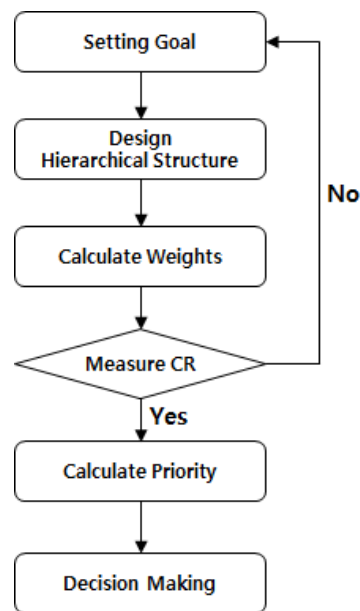 Setting Goal
Design
Hierarchical Structure
No
Calculate Weights
Measure CR
Yes
Calculate Priority
Decision Making